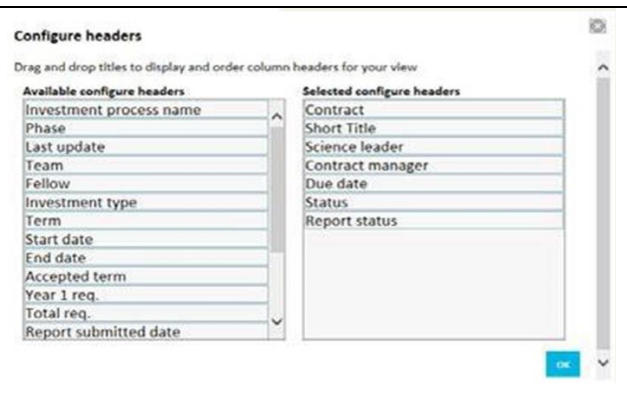 Configure headers
Drag and drop titles to display and order column headers for your view
Available configure headers
Investment process name
Phase
Last update
Team
Fellow
Investment type
Term
Start date
End date
Accepted term
Year 1 req.
Total req.
Report submitted date
Selected configure headers
Contract
Short Title
Science leader
Contract manager
Due date
Status
Report status
OK